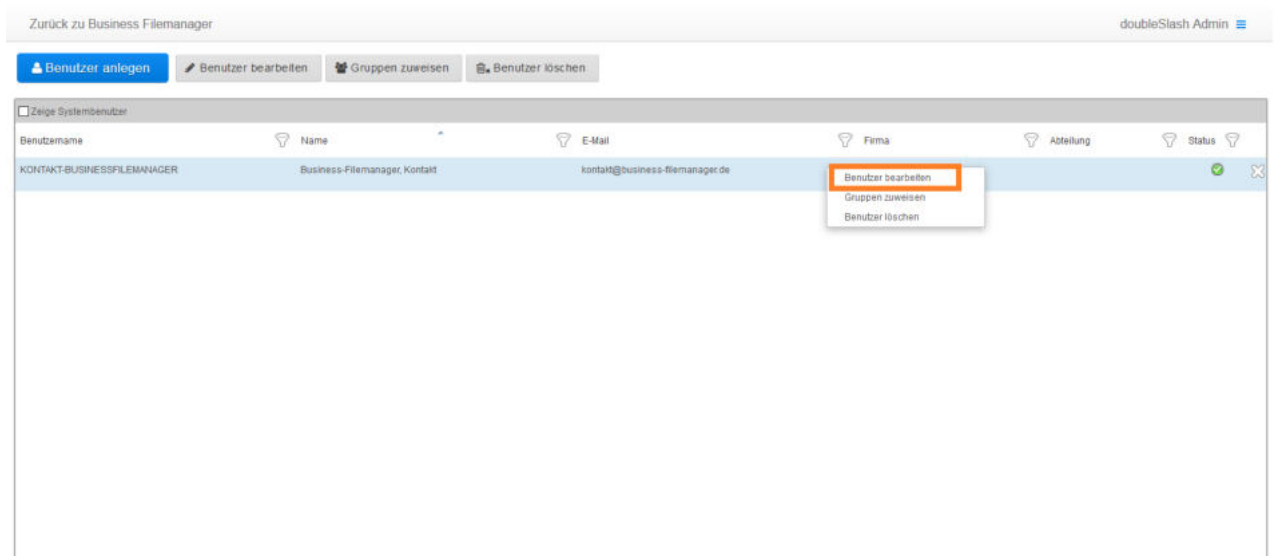 Zurück zu Business Filemanager doubleSlash Admin
Benutzer anlegen Benutzer bearbeiten Gruppen zuweisen Benutzer löschen
Zeige Systembenutzer
Benutzername Name E-Mail Firma Abteilung Status
KONTAKT-BUSINESSFILEMANAGER Business-Filemanager, Kontakt kontakt@business-filemanager.de
Benutzer bearbeiten
Gruppen zuweisen
Benutzer löschen